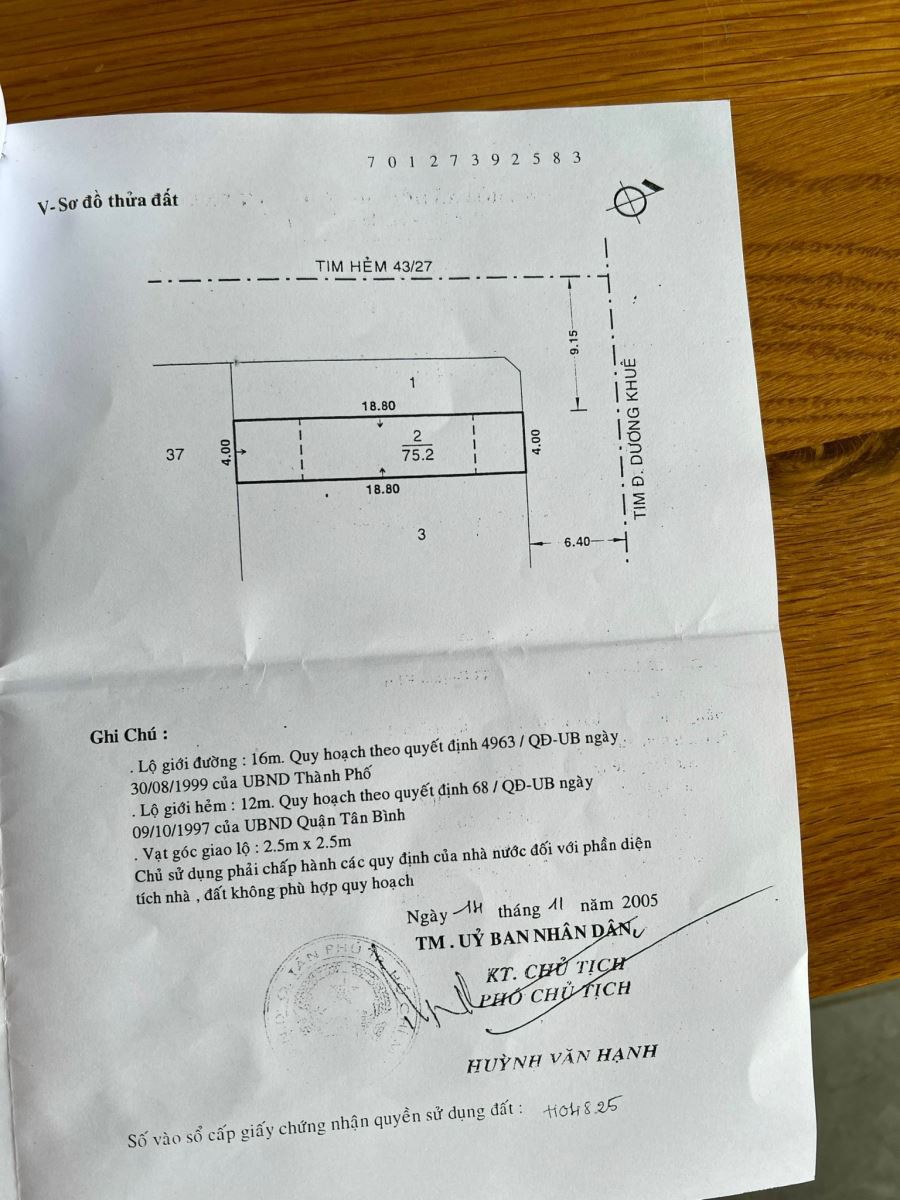 7 0 1 2 7 3 9 2 5 8 3
V- Sơ đồ thửa đất
TIM HẺM 43/27
9.15
TIM Đ. DƯƠNG KHUÊ
1
18.80
4.00
2
75.2
4.00
37
18.80
3
6.40
Ghi Chú :
. Lộ giới đường : 16m. Quy hoạch theo quyết định 4963 / QĐ-UB ngày
30/08/1999 của UBND Thành Phố
. Lộ giới hẻm : 12m. Quy hoạch theo quyết định 68 / QĐ-UB ngày
09/10/1997 của UBND Quận Tân Bình
. Vạt góc giao lộ : 2.5m x 2.5m
Chủ sử dụng phải chấp hành các quy định của nhà nước đối với phần diện
tích nhà , đất không phù hợp quy hoạch
Ngày 14 tháng 11 năm 2005
TM . UỶ BAN NHÂN DÂN
KT. CHỦ TỊCH
PHÓ CHỦ TỊCH
Q. TÂN PHÚ
HUỲNH VĂN HẠNH
Số vào sổ cấp giấy chứng nhận quyền sử dụng đất :